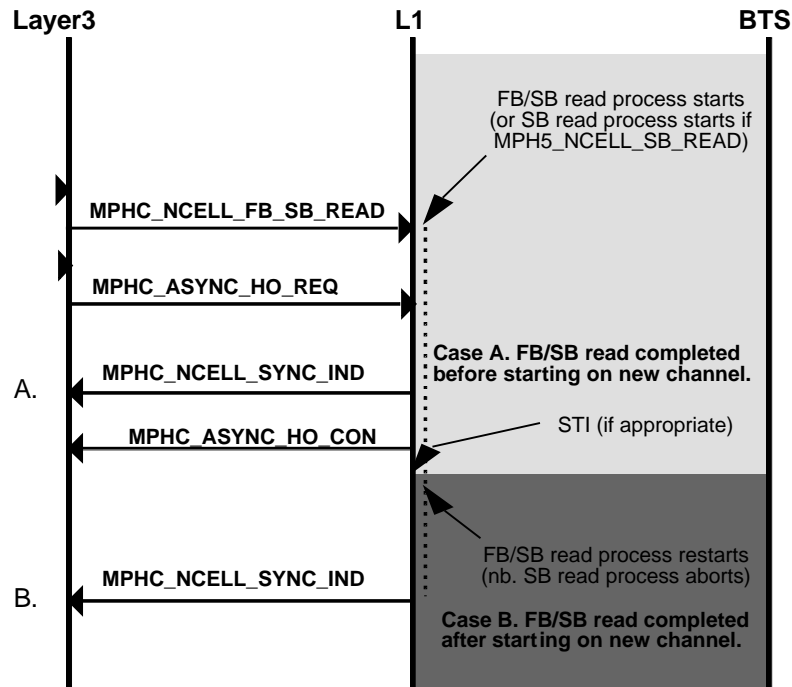 Layer3
L1
BTS
FB/SB read process starts
(or SB read process starts if
MPH5_NCELL_SB_READ)
MPHC_NCELL_FB_SB_READ
MPHC_ASYNC_HO_REQ
Case A. FB/SB read completed
before starting on new channel.
A.
MPHC_NCELL_SYNC_IND
MPHC_ASYNC_HO_CON
STI (if appropriate)
FB/SB read process restarts
(nb. SB read process aborts)
B.
MPHC_NCELL_SYNC_IND
Case B. FB/SB read completed
after starting on new channel.